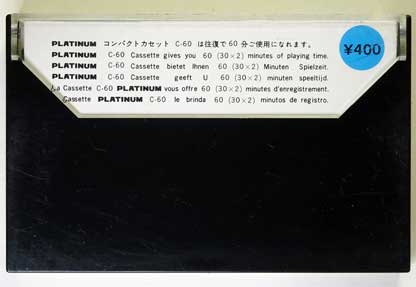 PLATINUM コンパクトカセット C-60 は往復で60分ご使用になれます。
PLATINUM C-60 Cassette gives you 60 (30×2) minutes of playing time.
PLATINUM C-60 Cassette bietet Ihnen 60 (30×2) Minuten Spielzeit.
PLATINUM C-60 Cassette geeft U 60 (30×2) minuten speeltijd.
La Cassette C-60 PLATINUM vous offre 60 (30×2) minutes d'enregistrement.
Cassette PLATINUM C-60 le brinda 60 (30×2) minutos de registro.
¥400